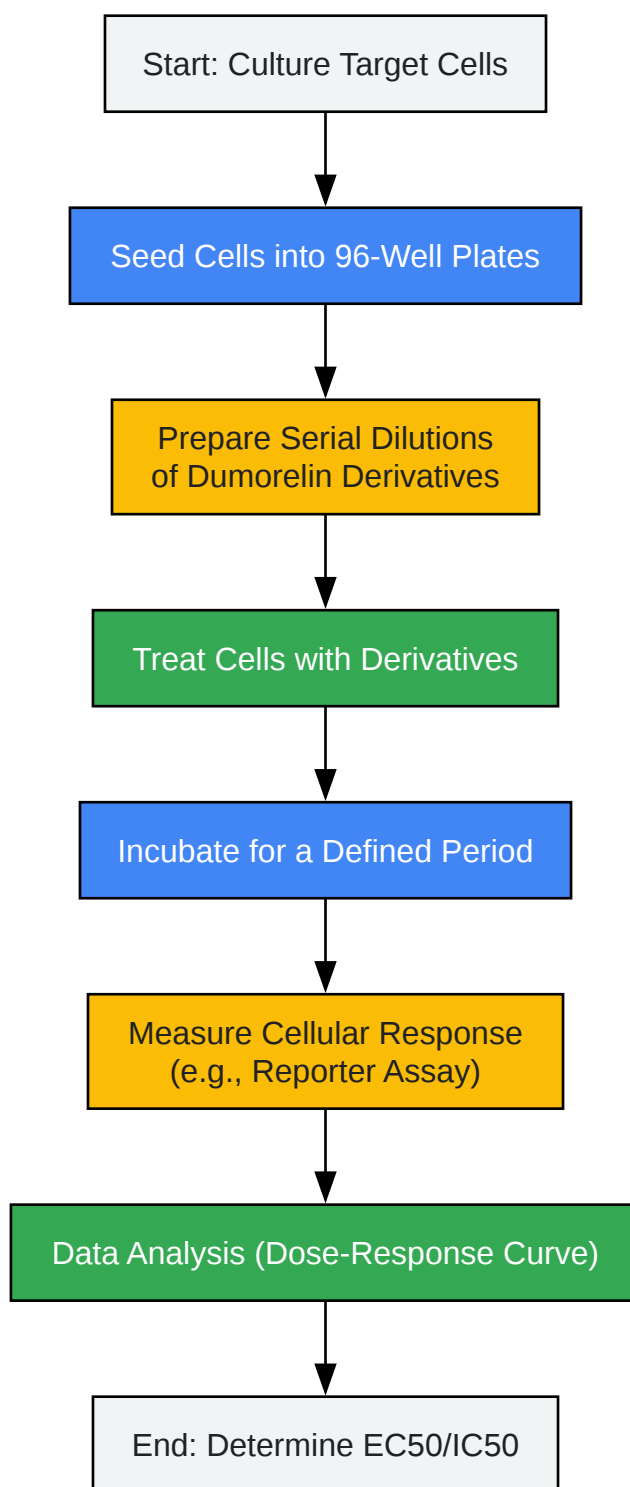 Start: Culture Target Cells
Seed Cells into 96-Well Plates
Prepare Serial Dilutions
of Dumorelin Derivatives
Treat Cells with Derivatives
Incubate for a Defined Period
Measure Cellular Response
(e.g., Reporter Assay)
Data Analysis (Dose-Response Curve)
End: Determine EC50/IC50